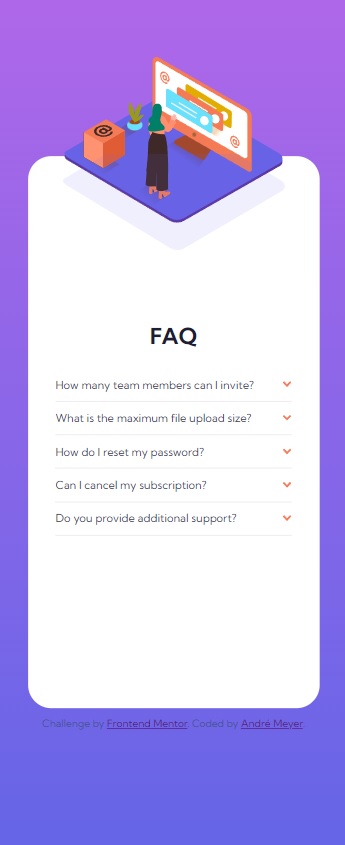 FAQ
How many team members can I invite?
What is the maximum file upload size?
How do I reset my password?
Can I cancel my subscription?
Do you provide additional support?
Challenge by Frontend Mentor. Coded by André Meyer.